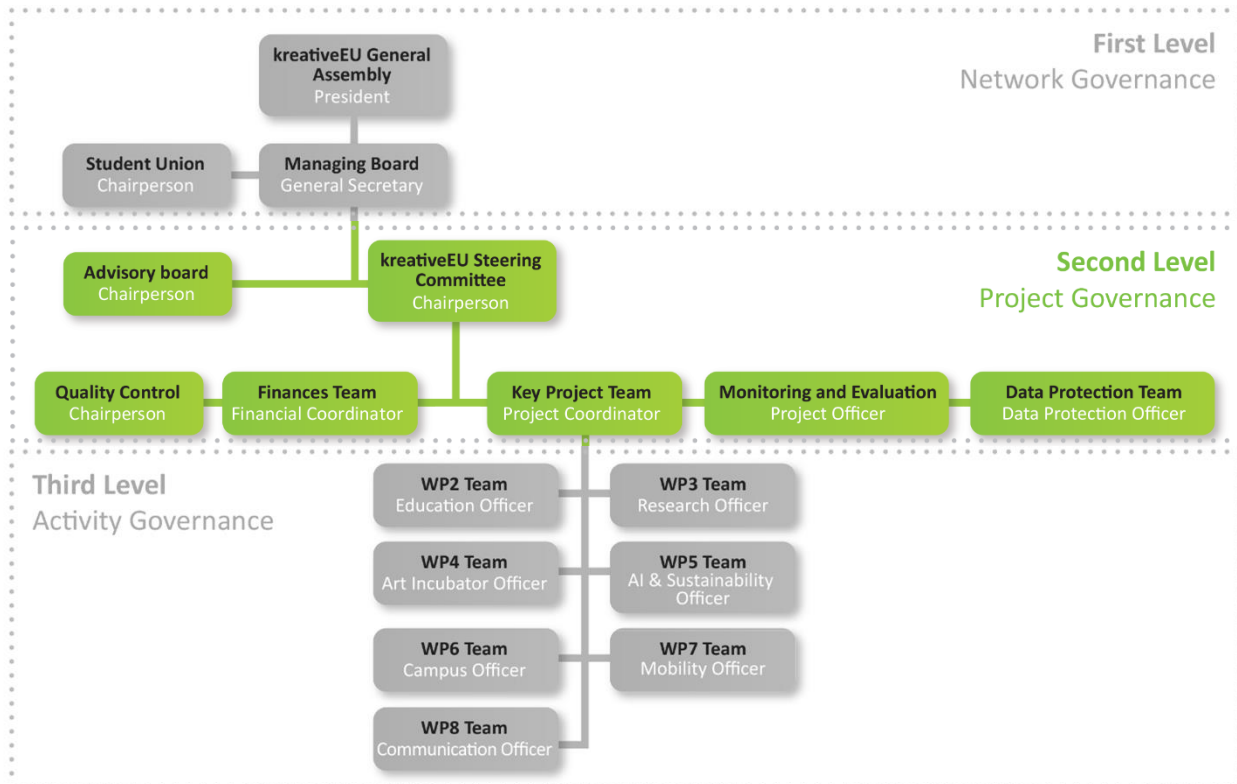 First Level
Network Governance
kreativeEU General
Assembly
President
Student Union
Chairperson
Managing Board
General Secretary
Second Level
Project Governance
Advisory board
Chairperson
kreativeEU Steering
Committee
Chairperson
Quality Control
Chairperson
Finances Team
Financial Coordinator
Key Project Team
Project Coordinator
Monitoring and Evaluation
Project Officer
Data Protection Team
Data Protection Officer
Third Level
Activity Governance
WP2 Team
Education Officer
WP3 Team
Research Officer
WP4 Team
Art Incubator Officer
WP5 Team
AI & Sustainability
Officer
WP6 Team
Campus Officer
WP7 Team
Mobility Officer
WP8 Team
Communication Officer